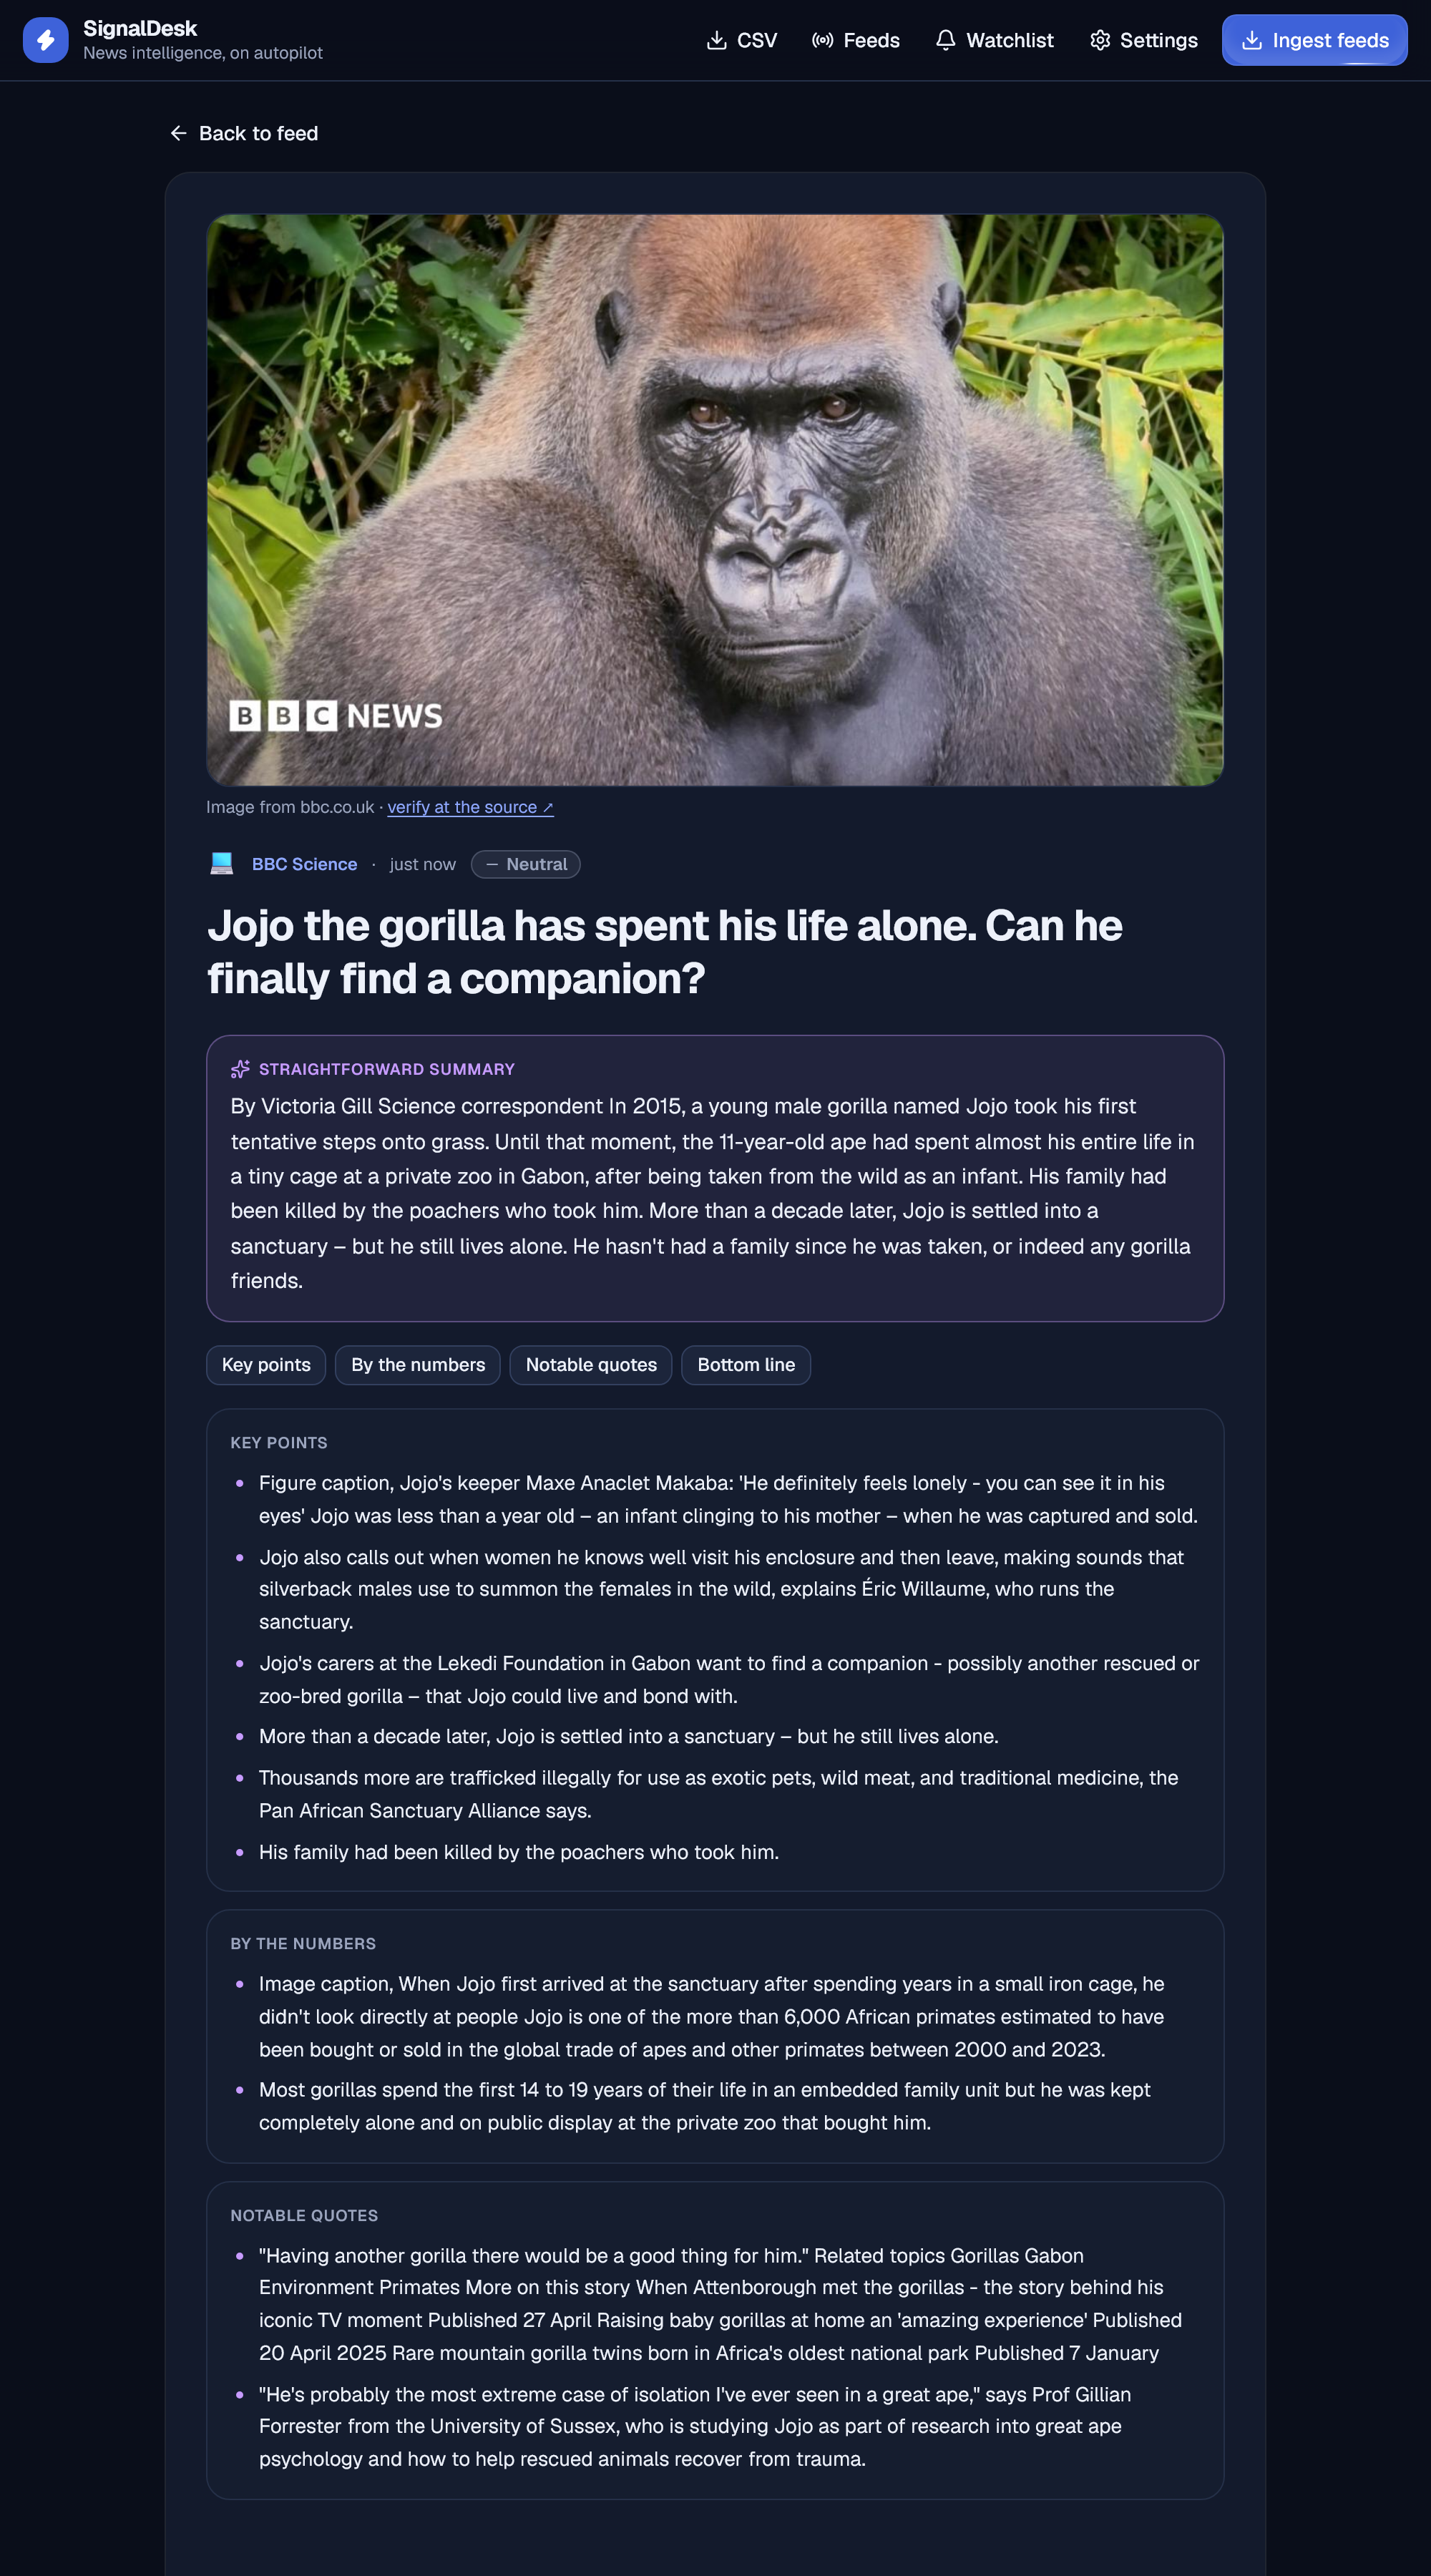 SignalDesk
News intelligence, on autopilot
CSV
Feeds
Watchlist
Settings
Ingest feeds
Back to feed
BBC NEWS
Image from bbc.co.uk · verify at the source ↗
BBC Science · just now — Neutral
Jojo the gorilla has spent his life alone. Can he
finally find a companion?
STRAIGHTFORWARD SUMMARY
By Victoria Gill Science correspondent In 2015, a young male gorilla named Jojo took his first
tentative steps onto grass. Until that moment, the 11-year-old ape had spent almost his entire life in
a tiny cage at a private zoo in Gabon, after being taken from the wild as an infant. His family had
been killed by the poachers who took him. More than a decade later, Jojo is settled into a
sanctuary – but he still lives alone. He hasn't had a family since he was taken, or indeed any gorilla
friends.
Key points
By the numbers
Notable quotes
Bottom line
KEY POINTS
Figure caption, Jojo's keeper Maxe Anaclet Makaba: 'He definitely feels lonely - you can see it in his
eyes' Jojo was less than a year old – an infant clinging to his mother – when he was captured and sold.
Jojo also calls out when women he knows well visit his enclosure and then leave, making sounds that
silverback males use to summon the females in the wild, explains Éric Willaume, who runs the
sanctuary.
Jojo's carers at the Lekedi Foundation in Gabon want to find a companion - possibly another rescued or
zoo-bred gorilla – that Jojo could live and bond with.
More than a decade later, Jojo is settled into a sanctuary – but he still lives alone.
Thousands more are trafficked illegally for use as exotic pets, wild meat, and traditional medicine, the
Pan African Sanctuary Alliance says.
His family had been killed by the poachers who took him.
BY THE NUMBERS
Image caption, When Jojo first arrived at the sanctuary after spending years in a small iron cage, he
didn't look directly at people Jojo is one of the more than 6,000 African primates estimated to have
been bought or sold in the global trade of apes and other primates between 2000 and 2023.
Most gorillas spend the first 14 to 19 years of their life in an embedded family unit but he was kept
completely alone and on public display at the private zoo that bought him.
NOTABLE QUOTES
"Having another gorilla there would be a good thing for him." Related topics Gorillas Gabon
Environment Primates More on this story When Attenborough met the gorillas - the story behind his
iconic TV moment Published 27 April Raising baby gorillas at home an 'amazing experience' Published
20 April 2025 Rare mountain gorilla twins born in Africa's oldest national park Published 7 January
"He's probably the most extreme case of isolation I've ever seen in a great ape," says Prof Gillian
Forrester from the University of Sussex, who is studying Jojo as part of research into great ape
psychology and how to help rescued animals recover from trauma.